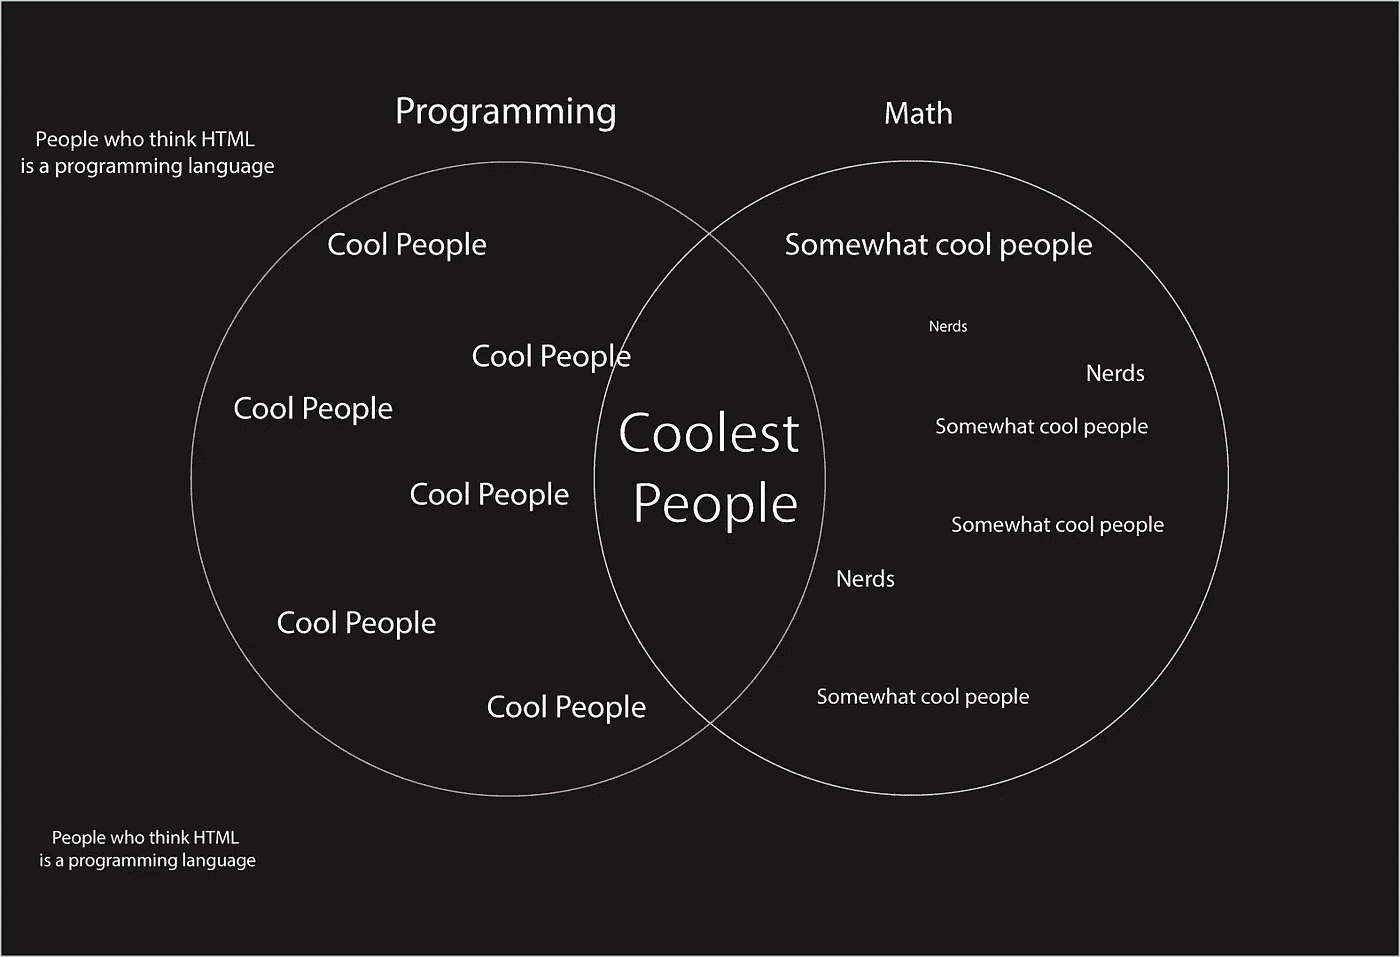 Programming
Math
People who think HTML
is a programming language
Cool People
Somewhat cool people
Nerds
Cool People
Nerds
Cool People
Somewhat cool people
Coolest
People
Cool People
Somewhat cool people
Nerds
Cool People
Somewhat cool people
Cool People
People who think HTML
is a programming language